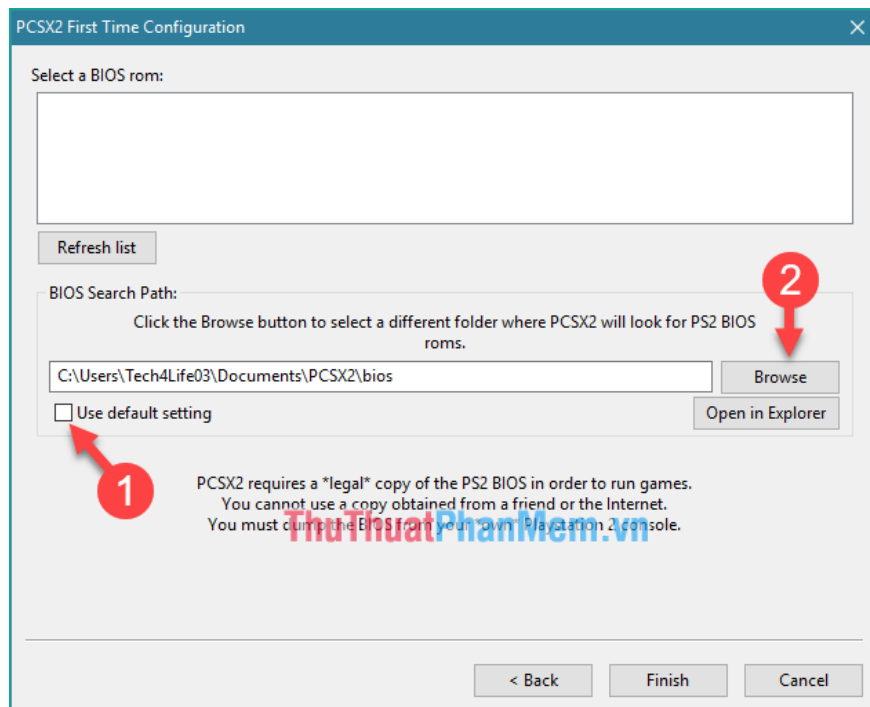 PCSX2 First Time Configuration
Select a BIOS rom:
Refresh list
2
BIOS Search Path:
Click the Browse button to select a different folder where PCSX2 will look for PS2 BIOS
roms.
C:\Users\Tech4Life03\Documents\PCSX2\bios
Browse
Use default setting
Open in Explorer
1
PCSX2 requires a *legal* copy of the PS2 BIOS in order to run games.
You cannot use a copy obtained from a friend or the Internet.
You must dump the BIOS from your *own* Playstation 2 console.
ThuThuatPhanMem.vn
< Back
Finish
Cancel